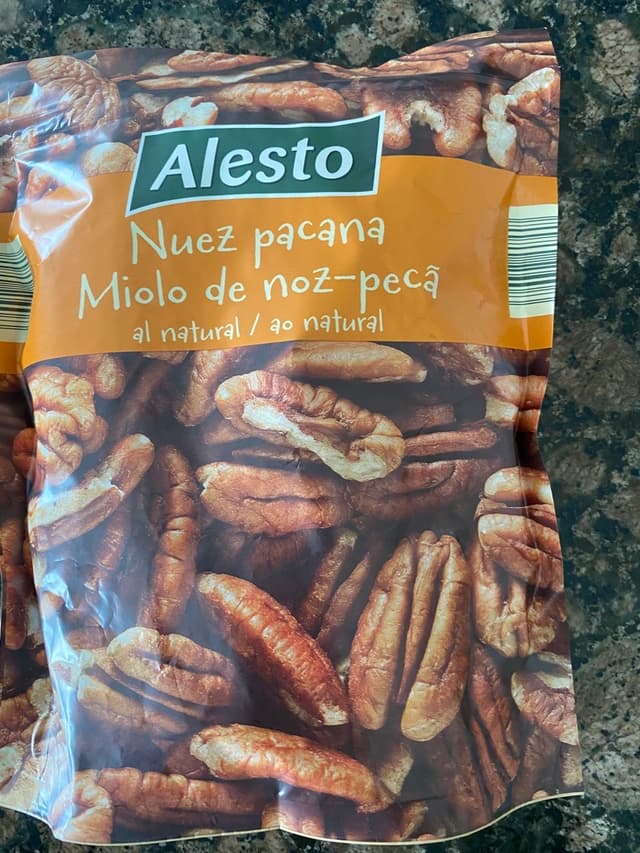 Alesto
Nuez pacana
Miolo de noz-pecã
al natural / ao natural